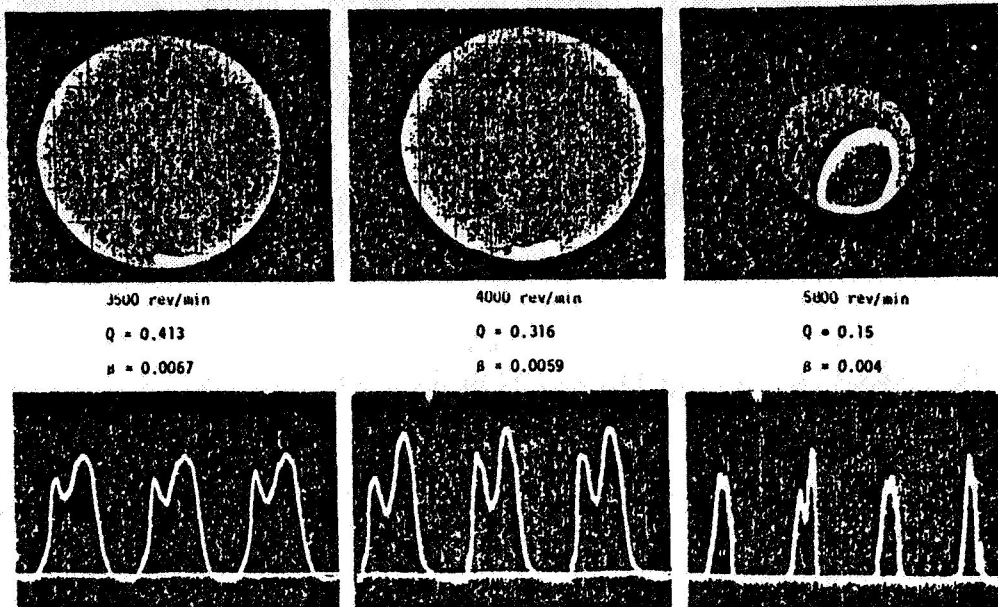 3500 rev/min
Q = 0.413
β = 0.0067
4000 rev/min
Q = 0.316
β = 0.0059
5800 rev/min
Q = 0.15
β = 0.004